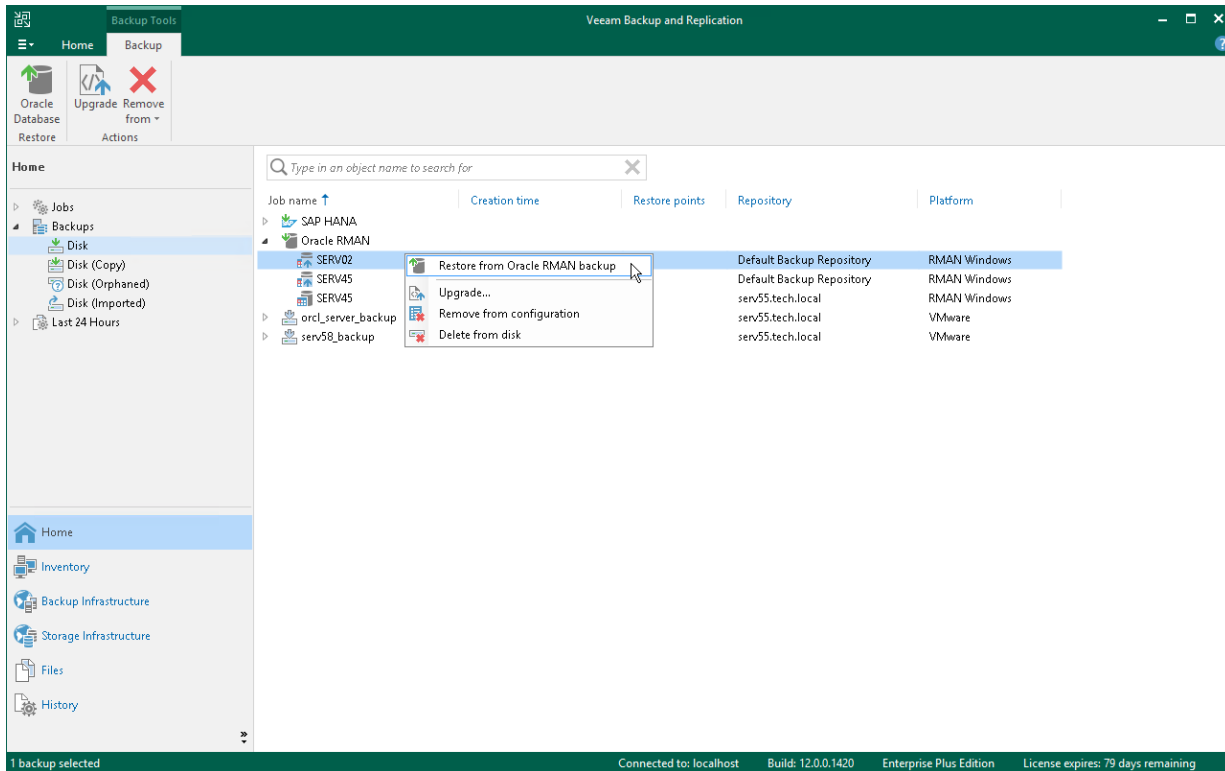 Backup Tools
Veeam Backup and Replication
Home Backup
Oracle Database
Upgrade
Remove from
Restore
Actions
Home
Type in an object name to search for
Job name Creation time Restore points Repository Platform
Jobs
Backups
Disk
Disk (Copy)
Disk (Orphaned)
Disk (Imported)
Last 24 Hours
SAP HANA
Oracle RMAN
SERV02 Default Backup Repository RMAN Windows
SERV45 Default Backup Repository RMAN Windows
SERV45 serv55.tech.local RMAN Windows
orcl_server_backup serv55.tech.local VMware
serv58_backup serv55.tech.local VMware
Restore from Oracle RMAN backup
Upgrade...
Remove from configuration
Delete from disk
Home
Inventory
Backup Infrastructure
Storage Infrastructure
Files
History
1 backup selected Connected to: localhost Build: 12.0.0.1420 Enterprise Plus Edition License expires: 79 days remaining